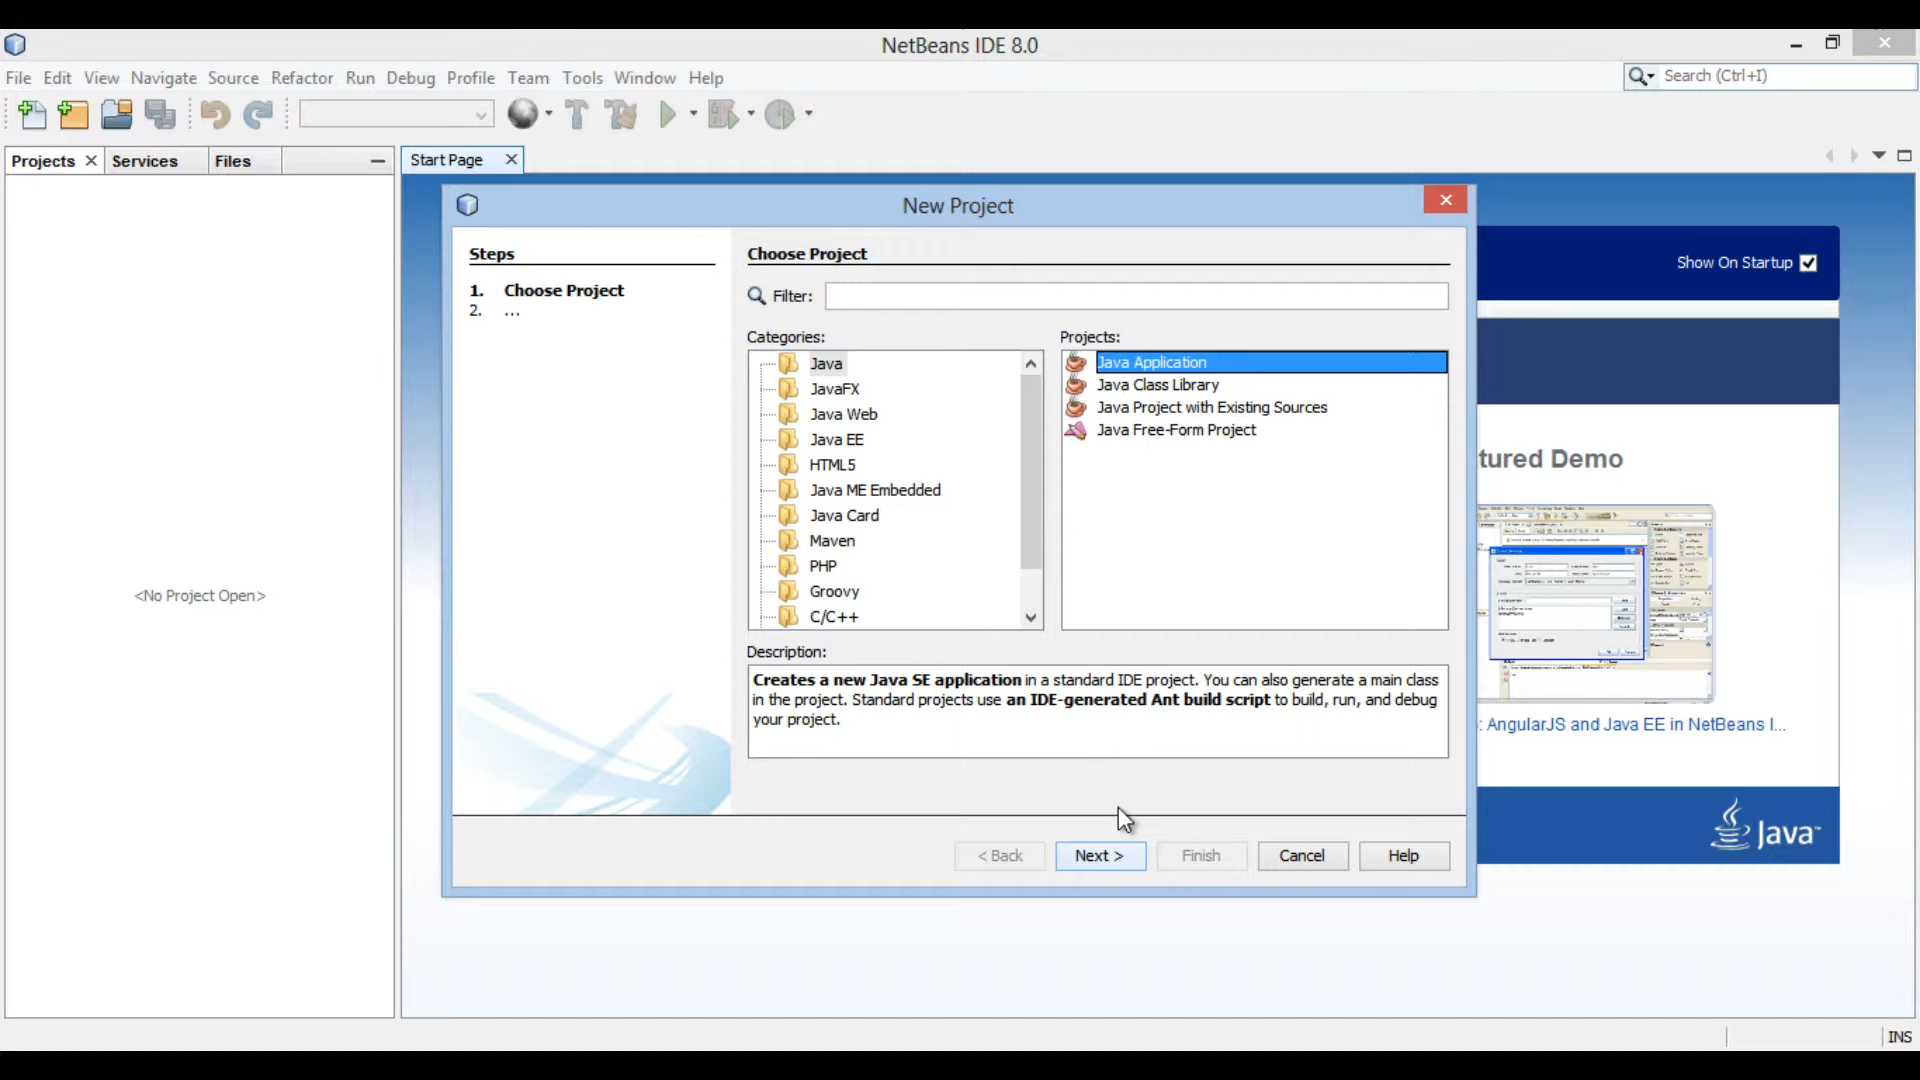 NetBeans IDE 8.0
File Edit View Navigate Source Refactor Run Debug Profile Team Tools Window Help
Search (Ctrl+I)
Projects Services Files
Start Page
New Project
Show On Startup
Steps
1. Choose Project
2. ...
Choose Project
Filter:
Categories:
Java
JavaFX
Java Web
Java EE
HTML5
Java ME Embedded
Java Card
Maven
PHP
Groovy
C/C++
Projects:
Java Application
Java Class Library
Java Project with Existing Sources
Java Free-Form Project
tured Demo
<No Project Open>
Description:
Creates a new Java SE application in a standard IDE project. You can also generate a main class
in the project. Standard projects use an IDE-generated Ant build script to build, run, and debug
your project.
: AngularJS and Java EE in NetBeans I...
Java™
< Back Next > Finish Cancel Help
INS